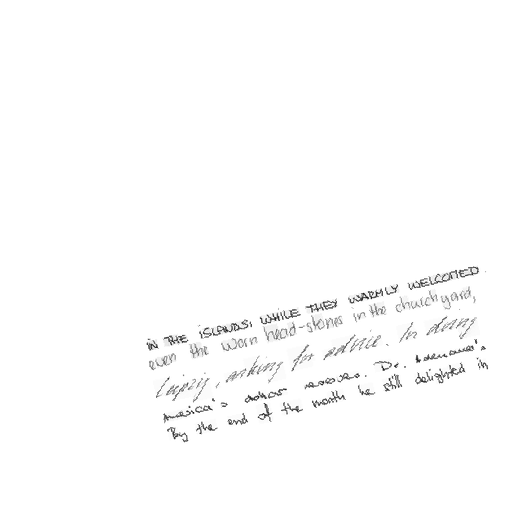 IN THE ISLANDS. WHILE THEY WARMLY WELCOMED
even the worn head-stones in the churchyard,
Leipzig, asking for advice. In doing
America's dollar reserves. Dr.
By the end of the month he still delighted in